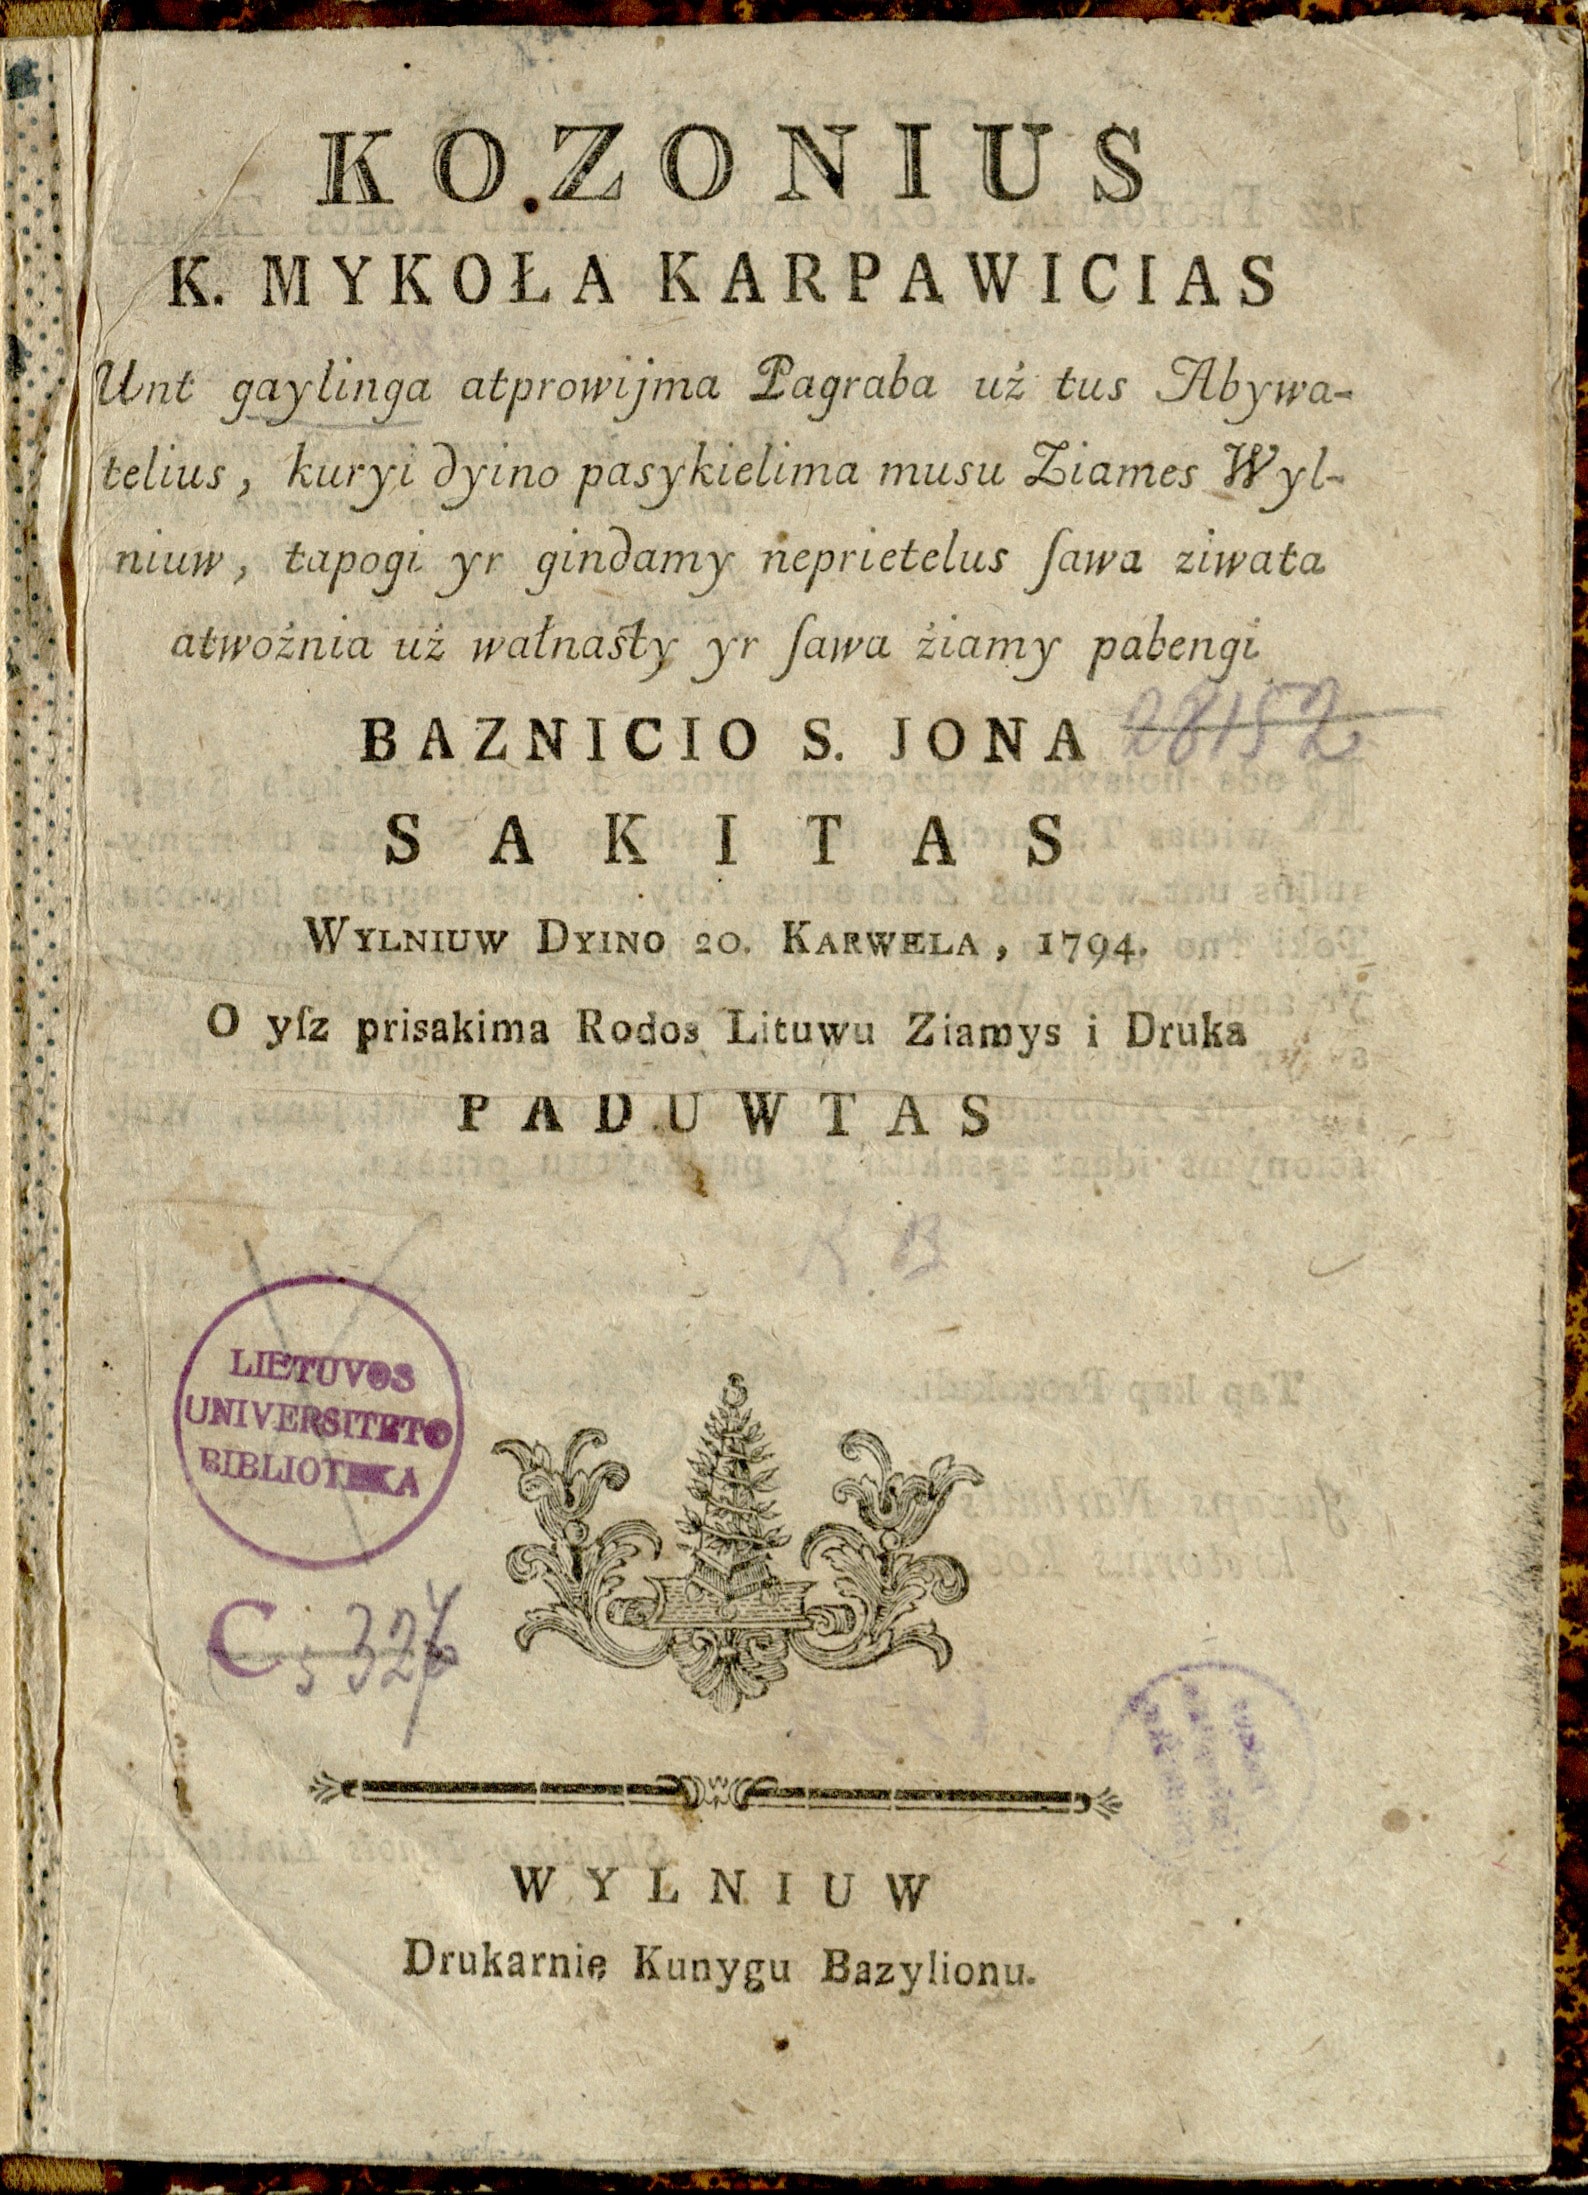 KOZONIUS
K. MYKOŁA KARPAWICIAS
Unt gaylinga atprowijma Pagraba uż tus Abywa-
telius, kuryi dyino pasykielima musu Ziames Wyl-
niuw, tapogi yr gindamy neprietelus ſawa ziwata
atwożnia uż wałnasty yr ſawa żiamy pabengi
BAZNICIO S. JONA
28152
SAKITAS
WYLNIUW DYINO 20. KARWELA, 1794.
O yſz prisakima Rodos Lituwu Ziamys i Druka
PADUWTAS
K B
LIETUVOS
UNIVERSITETO
BIBLIOTEKA
C
WYLNIUW
Drukarnie Kunygu Bazylionu.